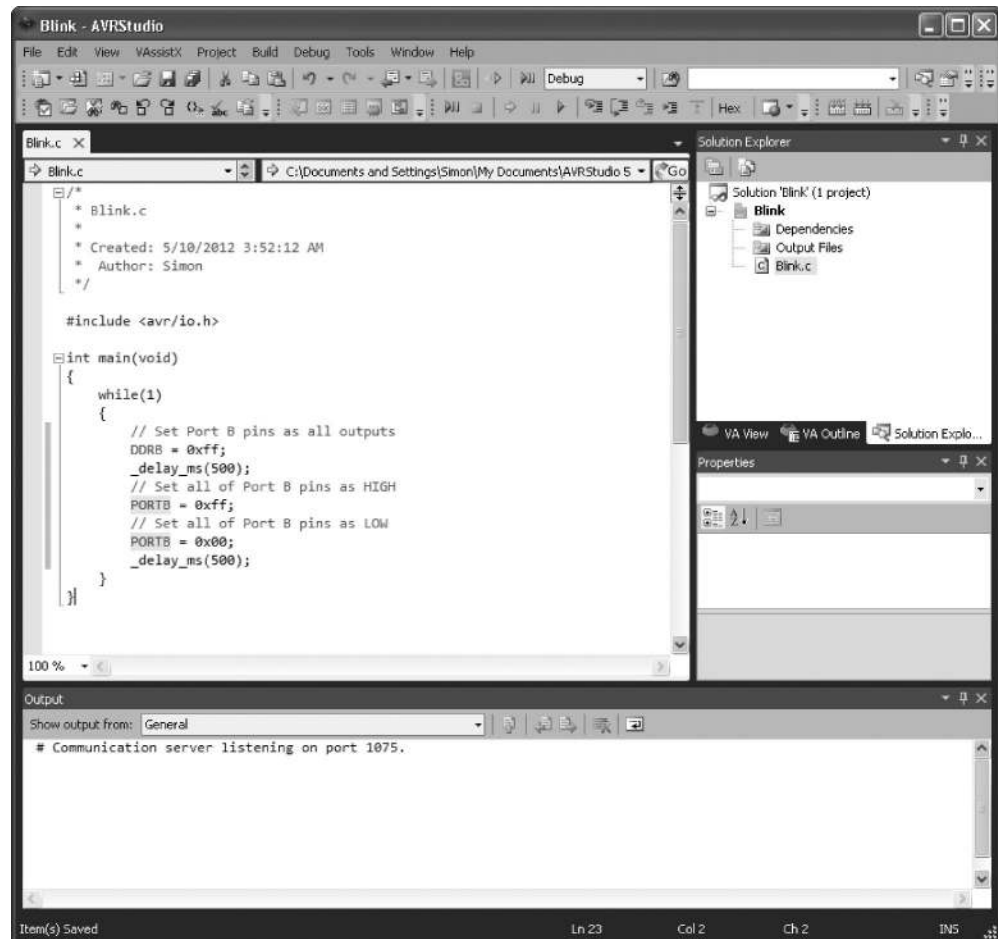 Blink - AVRStudio
File Edit View VAssistX Project Build Debug Tools Window Help
Debug
Hex
Blink.c
Blink.c C:\Documents and Settings\Simon\My Documents\AVRStudio 5 Go
/*
* Blink.c
*
* Created: 5/10/2012 3:52:12 AM
* Author: Simon
*/
#include <avr/io.h>
int main(void)
{
while(1)
{
// Set Port B pins as all outputs
DDRB = 0xff;
_delay_ms(500);
// Set all of Port B pins as HIGH
PORTB = 0xff;
// Set all of Port B pins as LOW
PORTB = 0x00;
_delay_ms(500);
}
}
100 %
Solution Explorer
Solution 'Blink' (1 project)
Blink
Dependencies
Output Files
Blink.c
VA View VA Outline Solution Explo...
Properties
Output
Show output from: General
# Communication server listening on port 1075.
Item(s) Saved Ln 23 Col 2 Ch 2 INS